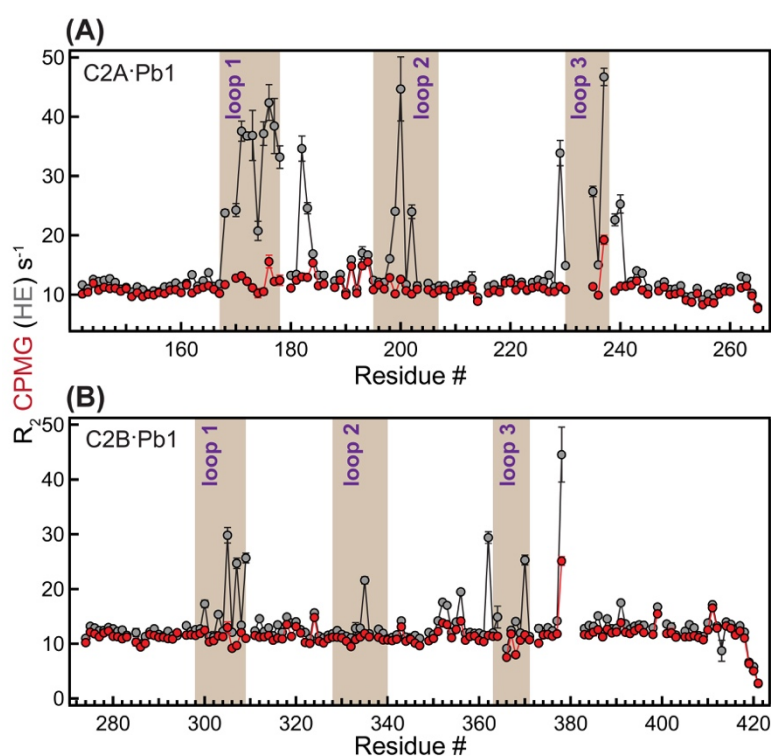 (A)
C2A·Pb1
loop 1
loop 2
loop 3
50
40
30
20
10
160 180 200 220 240 260
Residue #
R2 CPMG (HE) s-1
(B)
C2B·Pb1
loop 1
loop 2
loop 3
50
40
30
20
10
0
280 300 320 340 360 380 400 420
Residue #